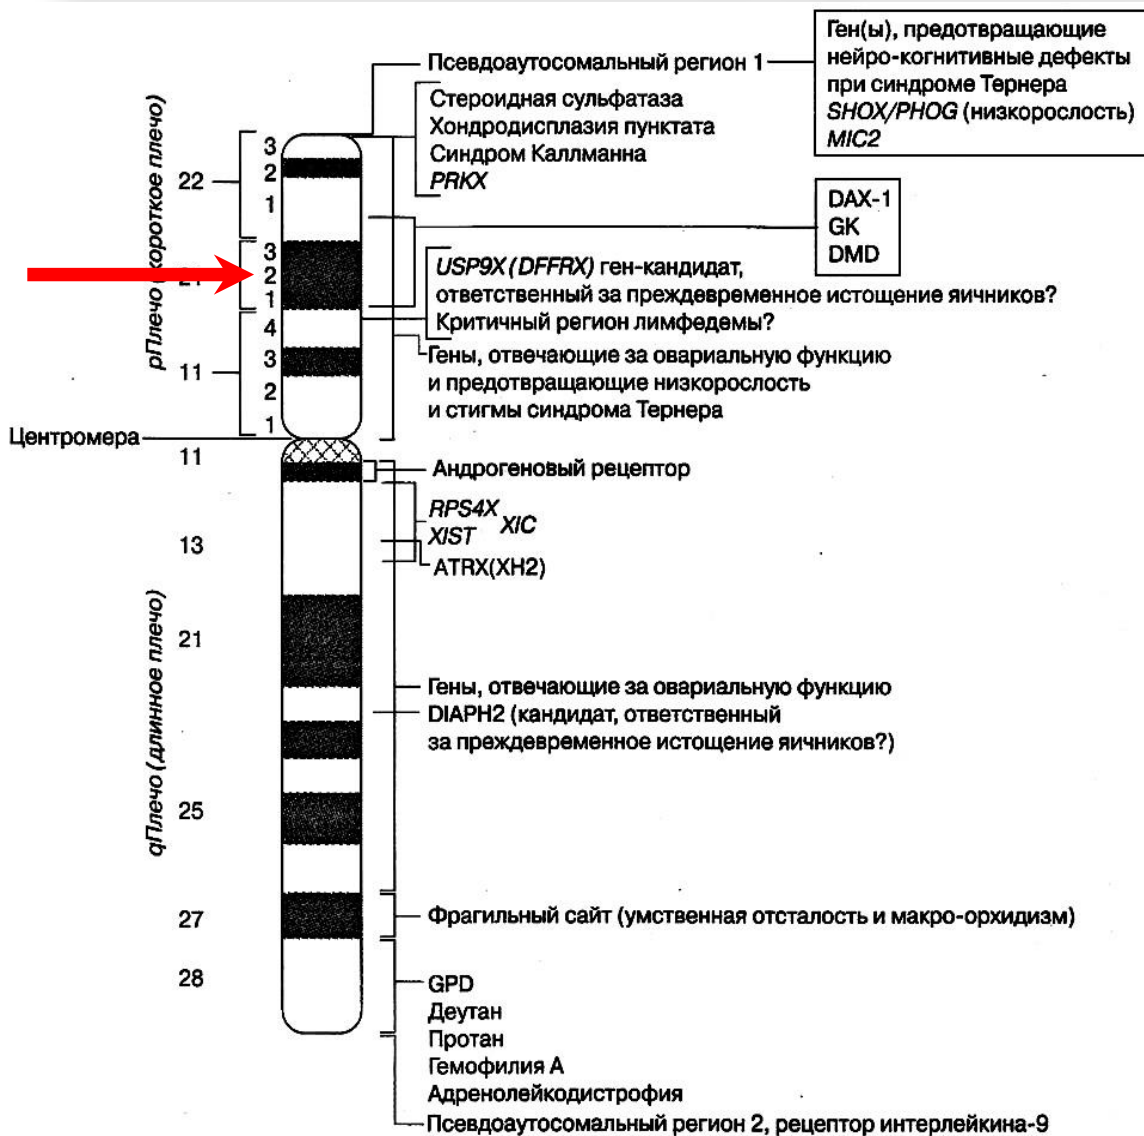 Псевдоаутосомальный регион 1
Ген(ы), предотвращающие
нейро-когнитивные дефекты
при синдроме Тернера
SHOX/PHOG (низкорослость)
MIC2
Стероидная сульфатаза
Хондродисплазия пунктата
Синдром Каллманна
PRKX
DAX-1
GK
DMD
USP9X (DFFRX) ген-кандидат,
ответственный за преждевременное истощение яичников?
Критичный регион лимфедемы?
Гены, отвечающие за овариальную функцию
и предотвращающие низкорослость
и стигмы синдрома Тернера
pПлечо (короткое плечо)
22
3
2
1
3
2
1
11
4
3
2
1
Центромера
11
Андрогеновый рецептор
RPS4X
XIST
XIC
13
ATRX(XH2)
qПлечо (длинное плечо)
21
Гены, отвечающие за овариальную функцию
DIAPH2 (кандидат, ответственный
за преждевременное истощение яичников?)
25
27
Фрагильный сайт (умственная отсталость и макро-орхидизм)
28
GPD
Деутан
Протан
Гемофилия А
Адренолейкодистрофия
Псевдоаутосомальный регион 2, рецептор интерлейкина-9